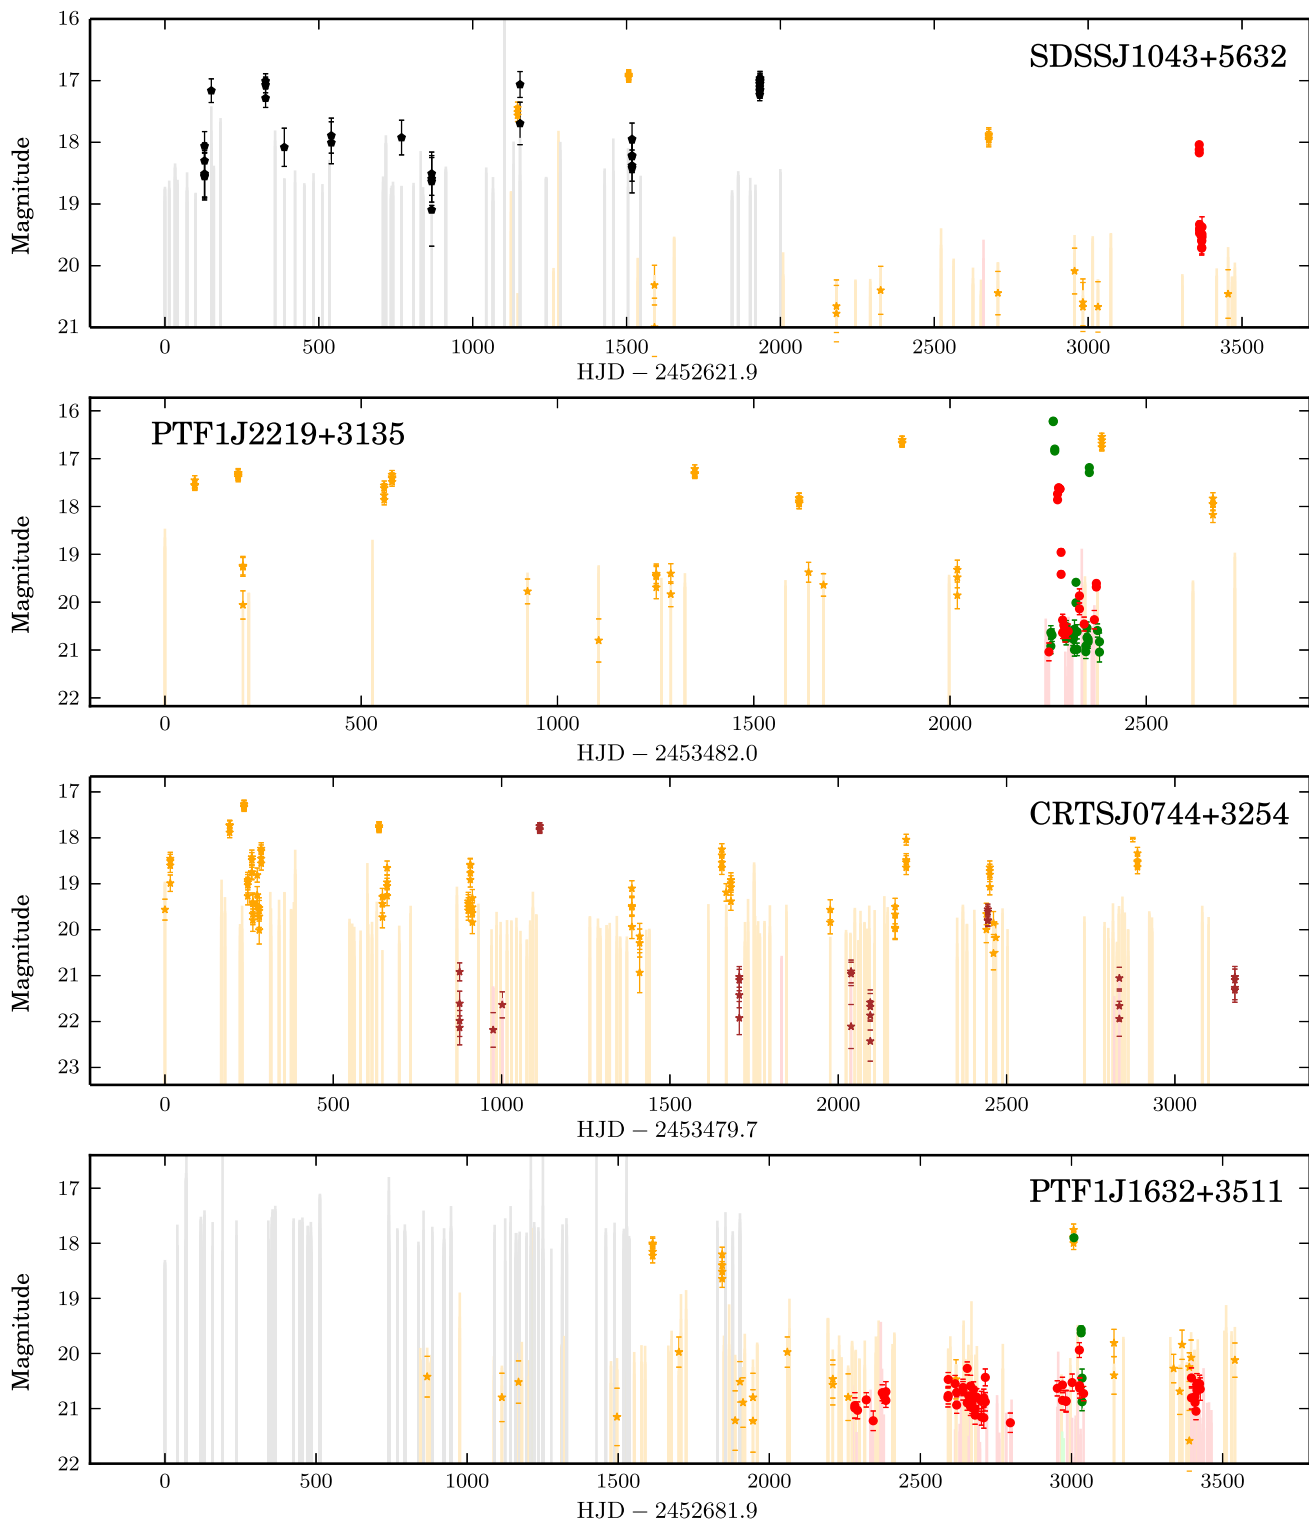 16
17
18
19
20
21
Magnitude
SDSSJ1043+5632
0 500 1000 1500 2000 2500 3000 3500
HJD − 2452621.9
16
17
18
19
20
21
22
Magnitude
PTF1J2219+3135
0 500 1000 1500 2000 2500
HJD − 2453482.0
17
18
19
20
21
22
23
Magnitude
CRTSJ0744+3254
0 500 1000 1500 2000 2500 3000
HJD − 2453479.7
17
18
19
20
21
22
Magnitude
PTF1J1632+3511
0 500 1000 1500 2000 2500 3000 3500
HJD − 2452681.9